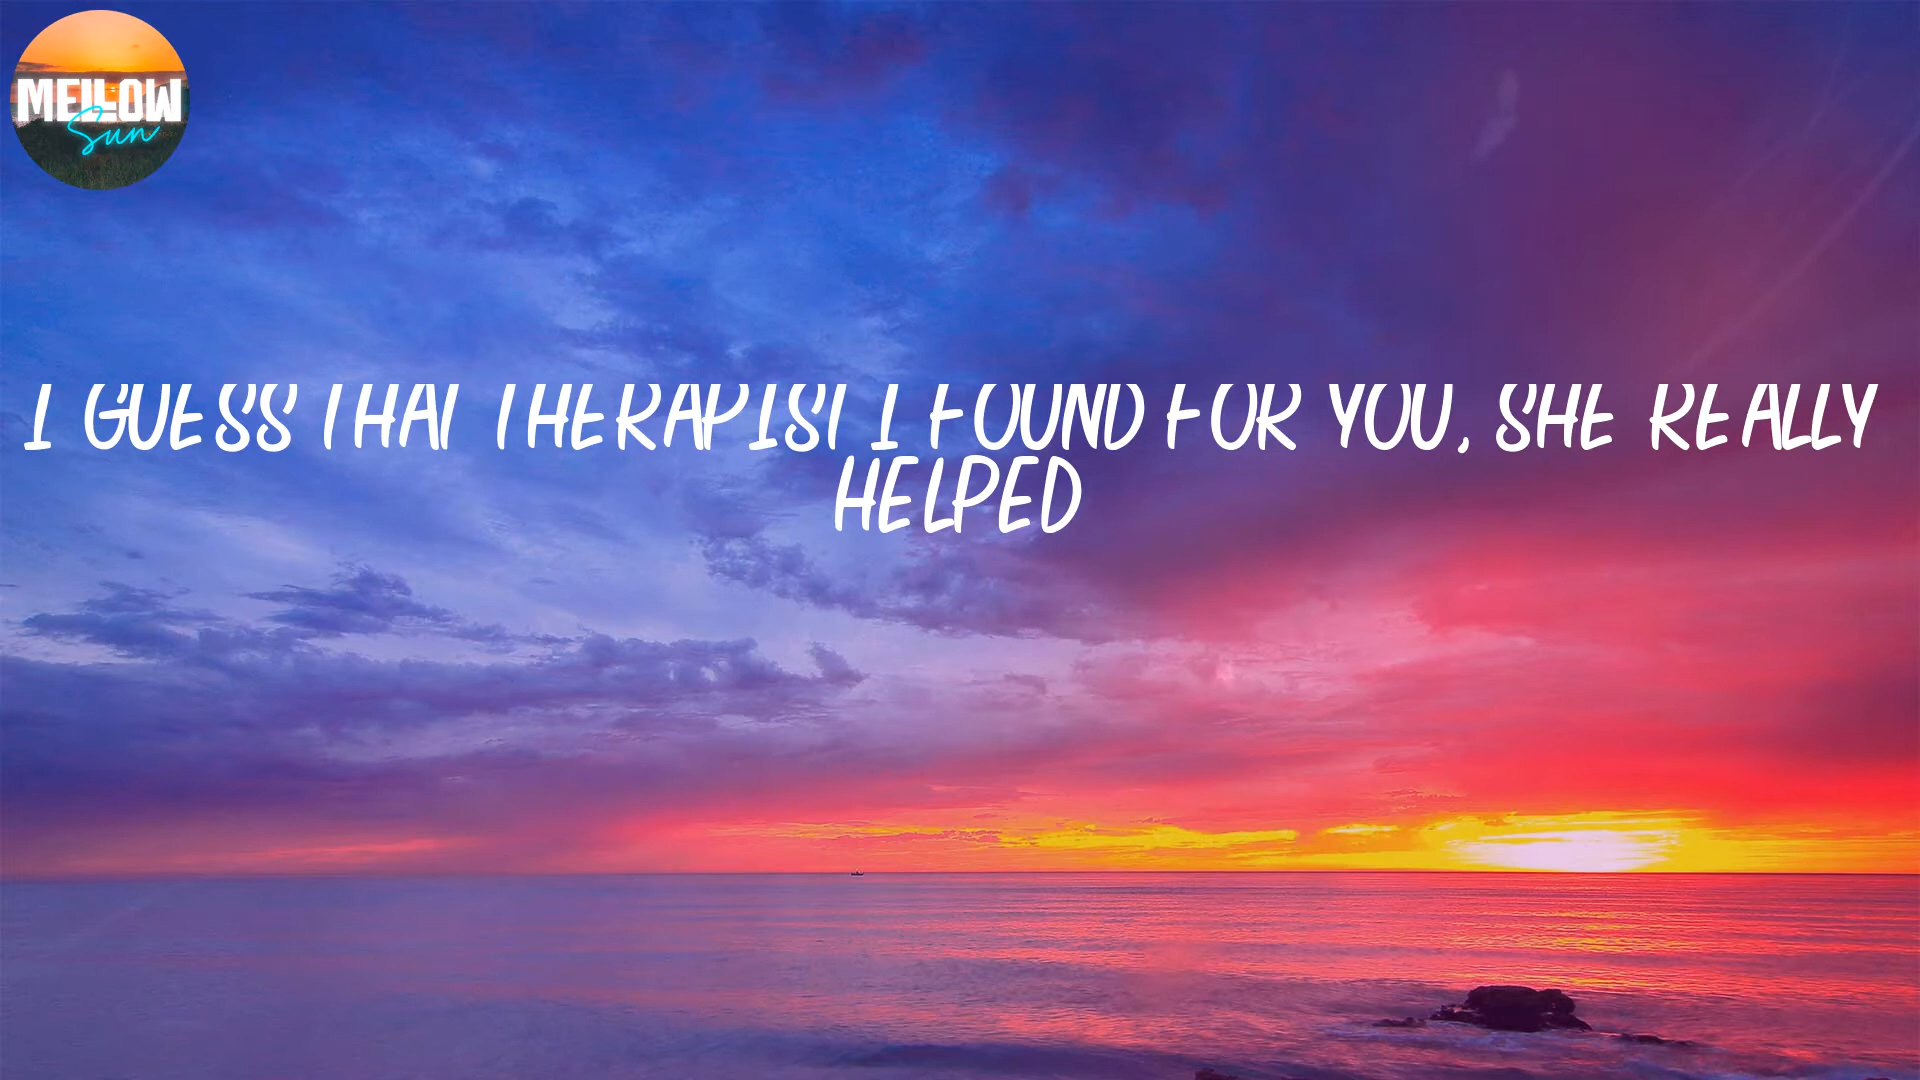 MELLOW
Sun
I GUESS THAT THERAPIST I FOUND FOR YOU, SHE REALLY
HELPED